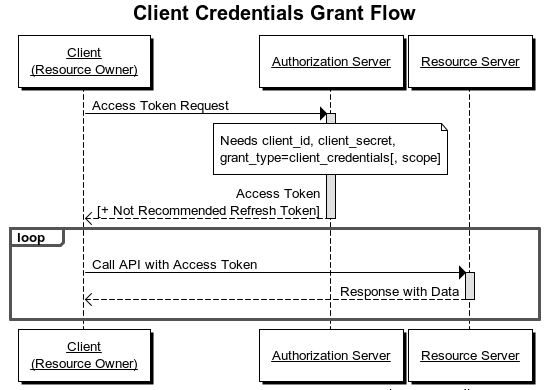 Client Credentials Grant Flow
Client
(Resource Owner)
Authorization Server
Resource Server
Access Token Request
Needs client_id, client_secret,
grant_type=client_credentials[, scope]
Access Token
[+ Not Recommended Refresh Token]
loop
Call API with Access Token
Response with Data
Client
(Resource Owner)
Authorization Server
Resource Server